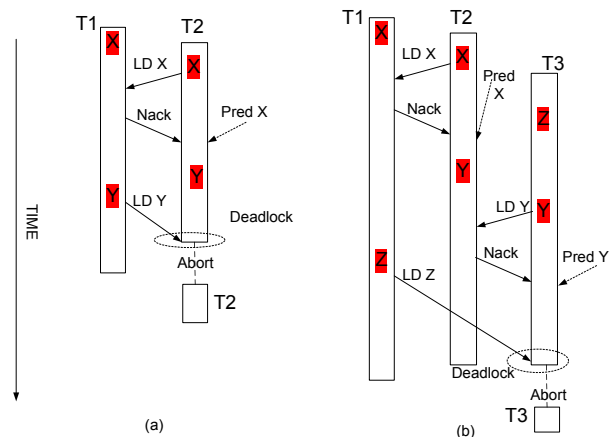 TIME
T1
T2
X
X
LD X
Nack
Pred X
Y
Y
LD Y
Deadlock
Abort
T2
(a)
T1
T2
T3
X
X
LD X
Pred
X
Nack
Z
Y
LD Y
Y
Z
LD Z
Nack
Pred Y
Deadlock
Abort
T3
(b)